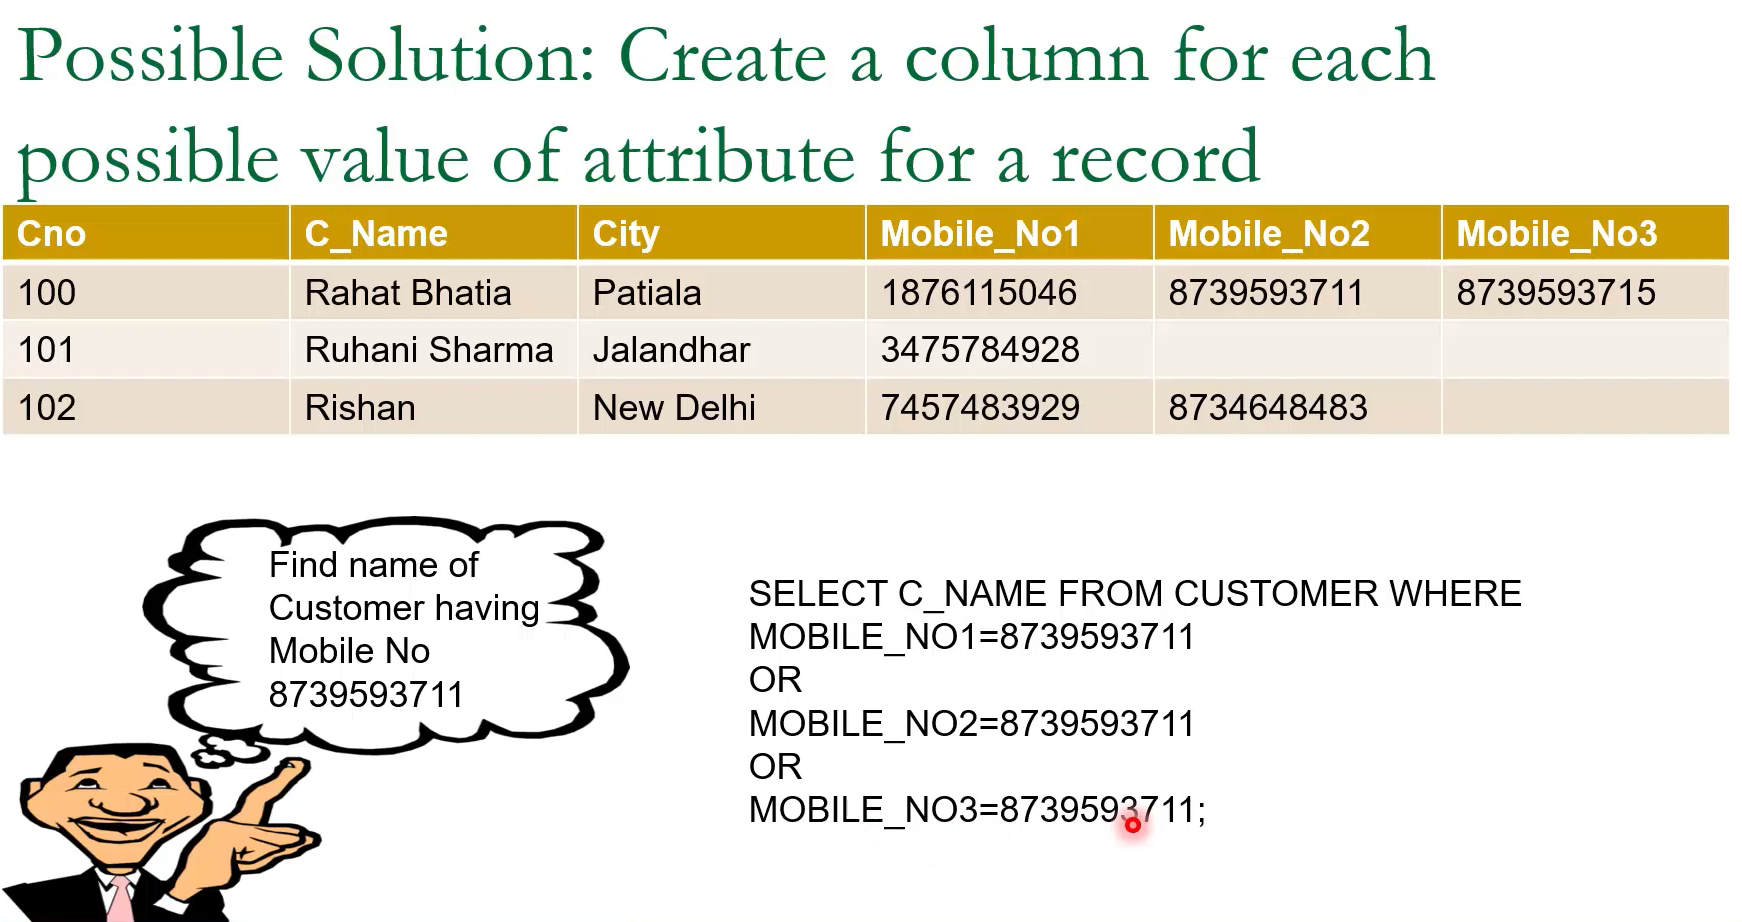 Possible Solution: Create a column for each
possible value of attribute for a record
Cno C_Name City Mobile_No1 Mobile_No2 Mobile_No3
100 Rahat Bhatia Patiala 1876115046 8739593711 8739593715
101 Ruhani Sharma Jalandhar 3475784928
102 Rishan New Delhi 7457483929 8734648483
Find name of
Customer having
Mobile No
8739593711
SELECT C_NAME FROM CUSTOMER WHERE
MOBILE_NO1=8739593711
OR
MOBILE_NO2=8739593711
OR
MOBILE_NO3=8739593711;